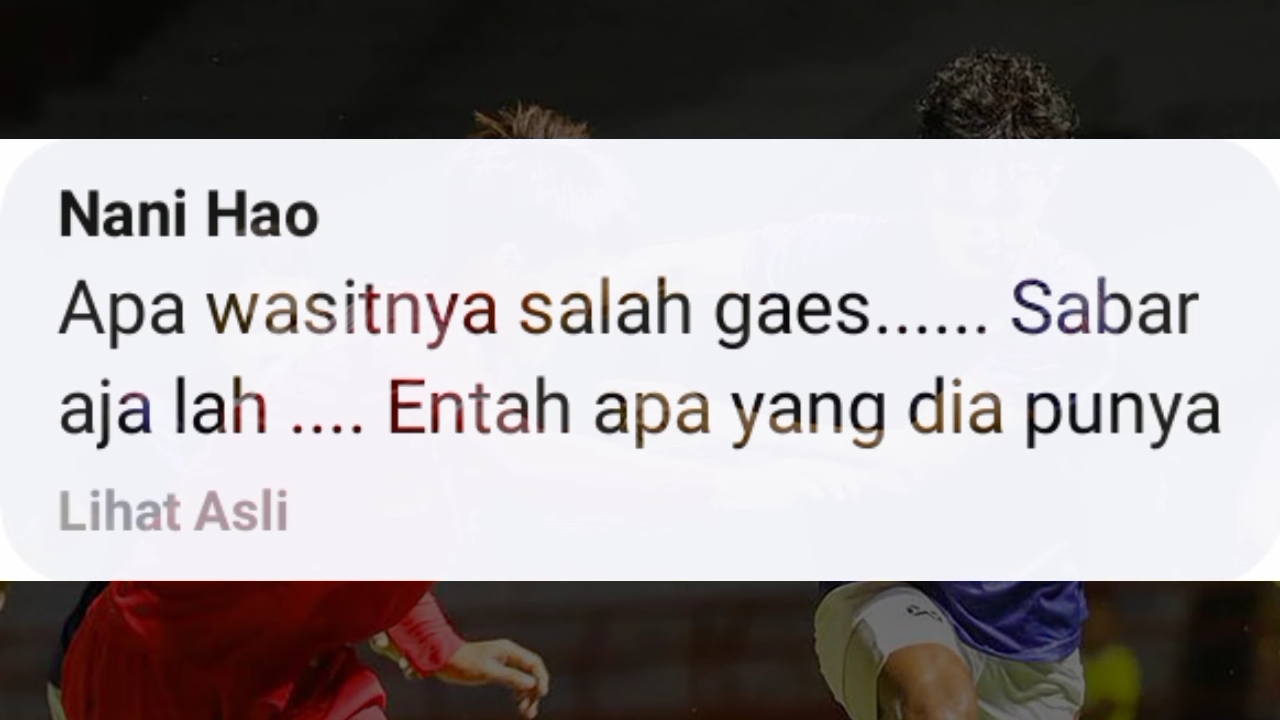 Nani Hao
Apa wasitnya salah gaes...... Sabar
aja lah .... Entah apa yang dia punya
Lihat Asli